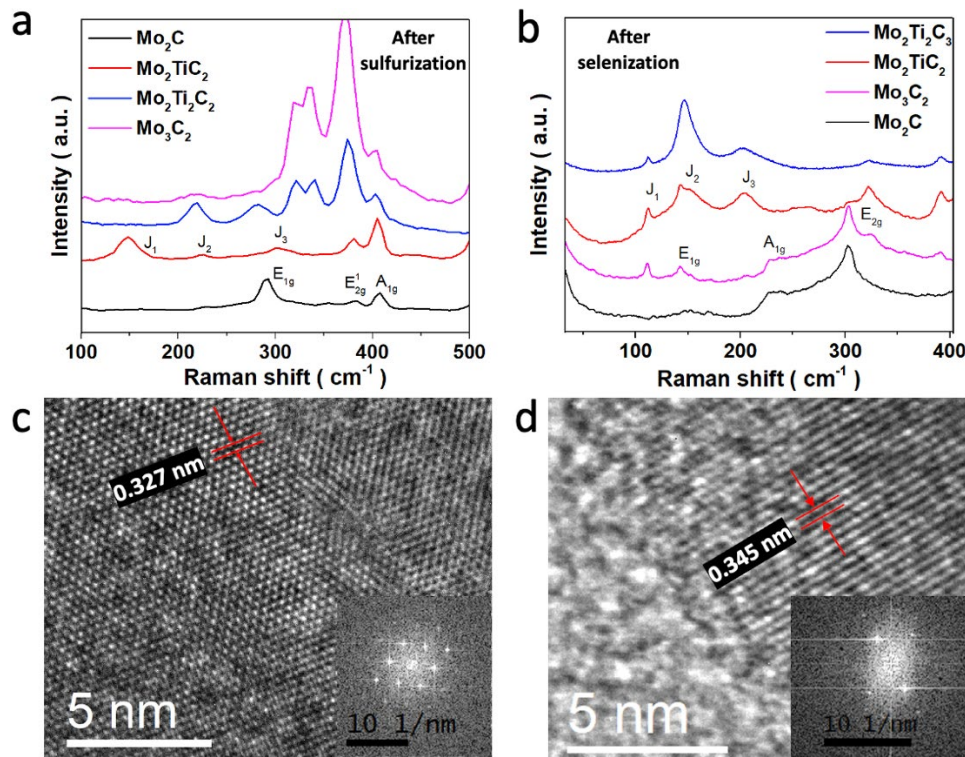 a
Mo₂C
Mo₂TiC₂
Mo₂Ti₂C₂
Mo₃C₂
After
sulfurization
J₁
J₂
J₃
E₁g
E¹₂g
A₁g
Intensity ( a.u. )
100
200
300
400
500
Raman shift ( cm⁻¹ )
b
After
selenization
Mo₂Ti₂C₃
Mo₂TiC₂
Mo₃C₂
Mo₂C
J₁
J₂
J₃
E₁g
A₁g
E₂g
Intensity ( a.u. )
100
200
300
400
Raman shift ( cm⁻¹ )
c
0.327 nm
5 nm
10 1/nm
d
0.345 nm
5 nm
10 1/nm